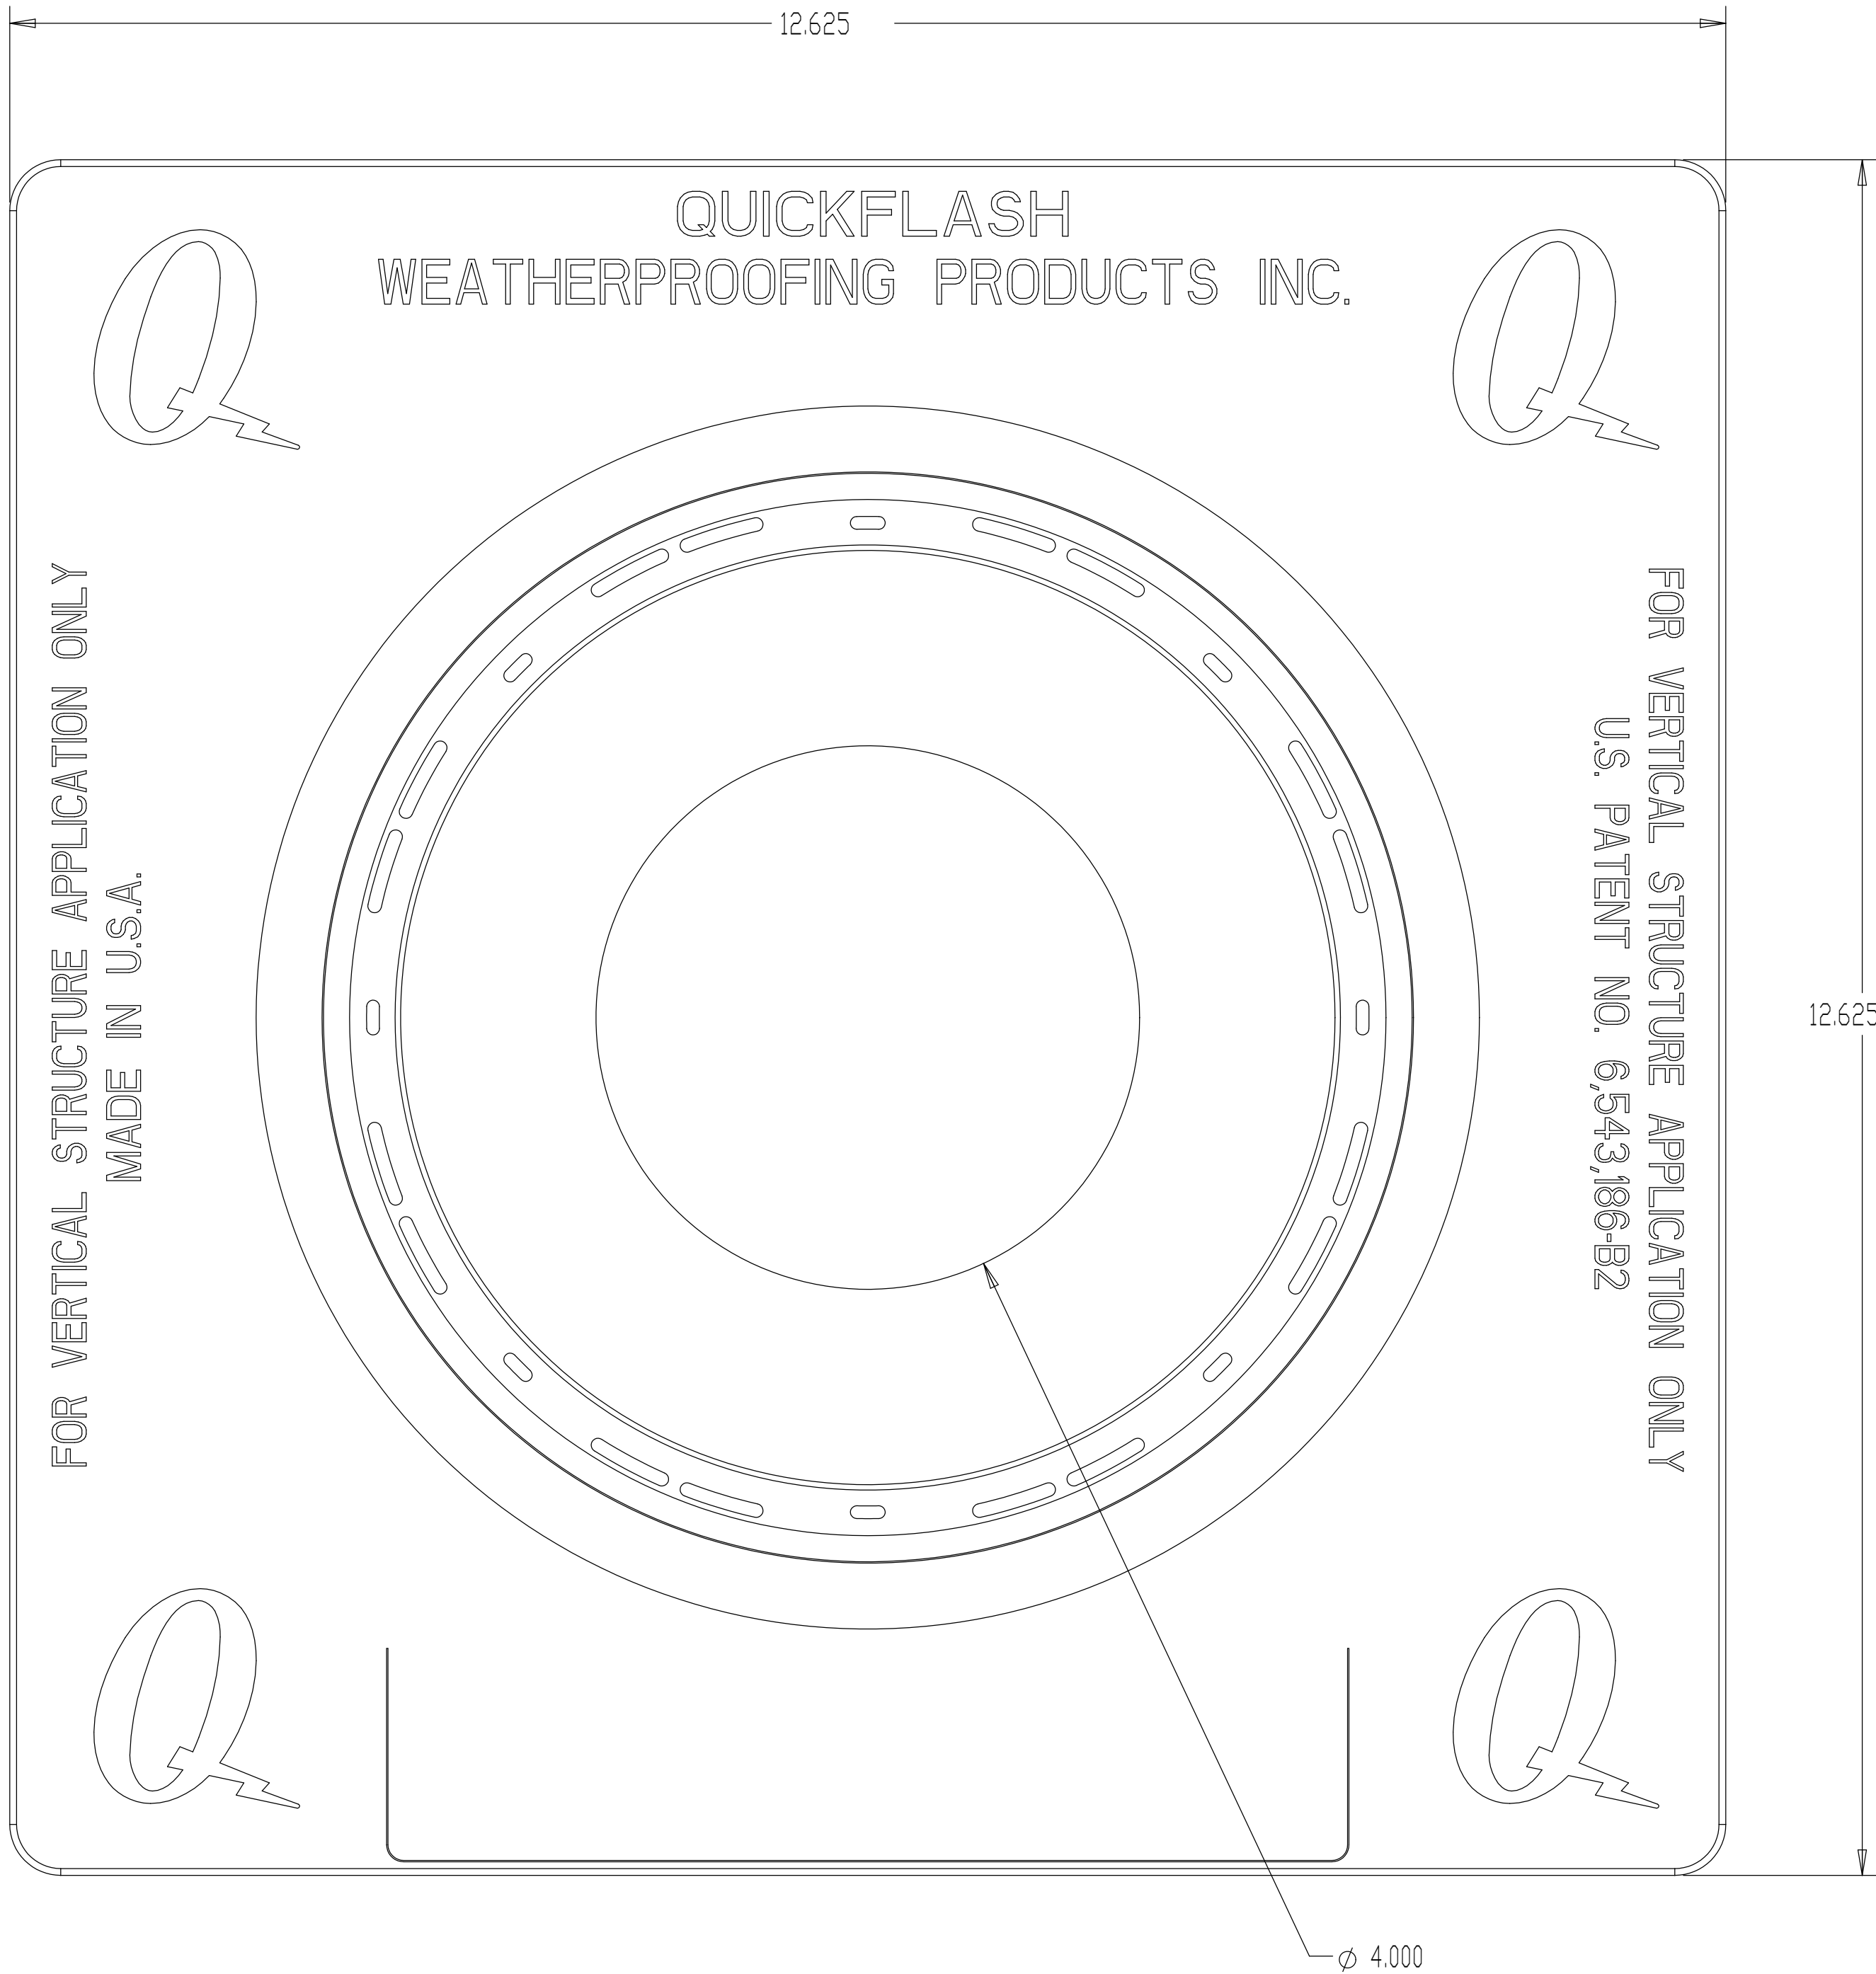 12.625
QUICKFLASH
WEATHERPROOFING PRODUCTS INC.
FOR VERTICAL STRUCTURE APPLICATION ONLY
MADE IN U.S.A.
FOR VERTICAL STRUCTURE APPLICATION ONLY
U.S. PATENT NO. 6,543,186-B2
12.625
Q
Q
Q
Q
⌀ 4.000